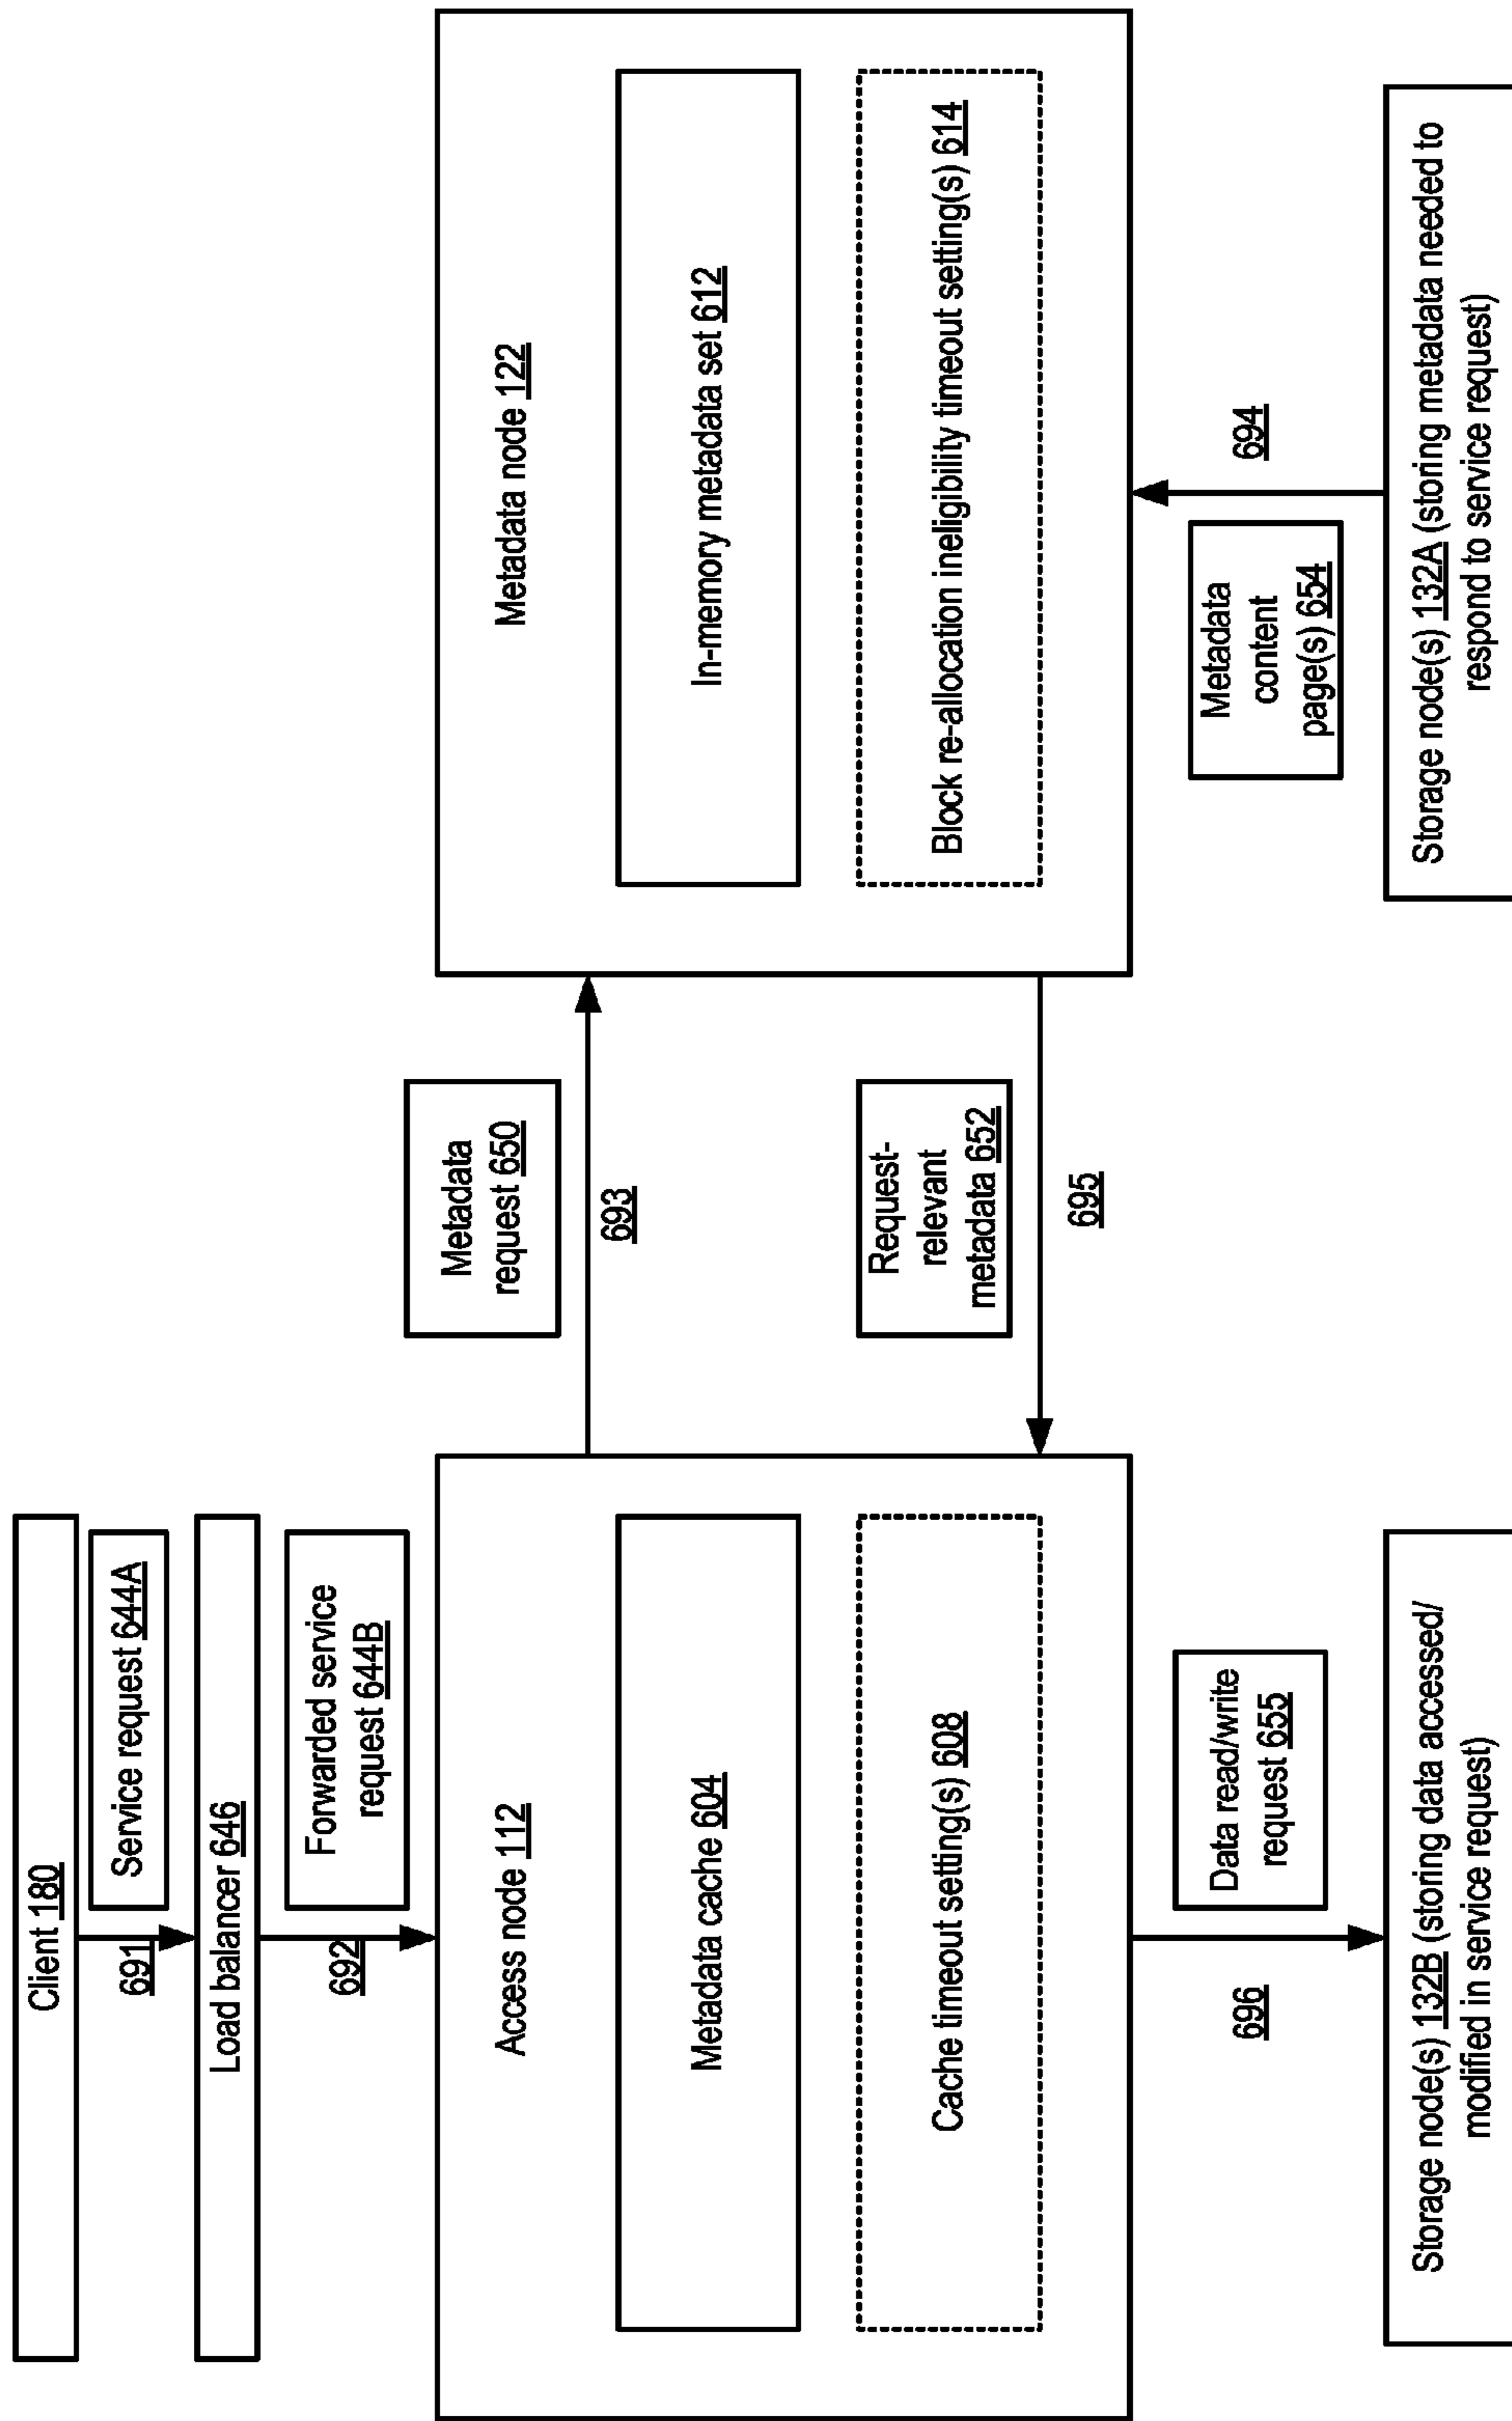 Client 180
Service request 644A
691
Load balancer 646
Forwarded service
request 644B
692
Access node 112
Metadata cache 604
Cache timeout setting(s) 608
Metadata
request 650
693
Request-
relevant
metadata 652
695
Metadata node 122
In-memory metadata set 612
Block re-allocation ineligibility timeout setting(s) 614
Data read/write
request 655
696
Storage node(s) 132B (storing data accessed/
modified in service request)
Metadata
content
page(s) 654
694
Storage node(s) 132A (storing metadata needed to
respond to service request)